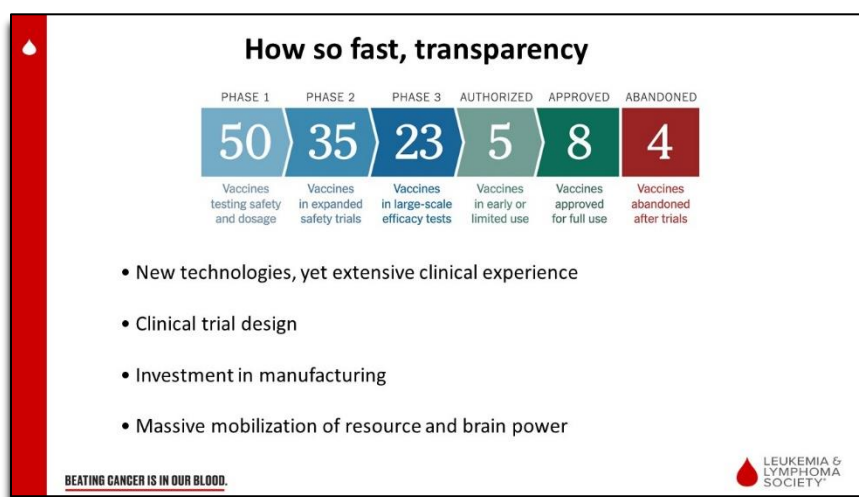 How so fast, transparency
PHASE 1 PHASE 2 PHASE 3 AUTHORIZED APPROVED ABANDONED
50 35 23 5 8 4
Vaccines testing safety and dosage
Vaccines in expanded safety trials
Vaccines in large-scale efficacy tests
Vaccines in early or limited use
Vaccines approved for full use
Vaccines abandoned after trials
• New technologies, yet extensive clinical experience
• Clinical trial design
• Investment in manufacturing
• Massive mobilization of resource and brain power
BEATING CANCER IS IN OUR BLOOD.
LEUKEMIA &
LYMPHOMA
SOCIETY®